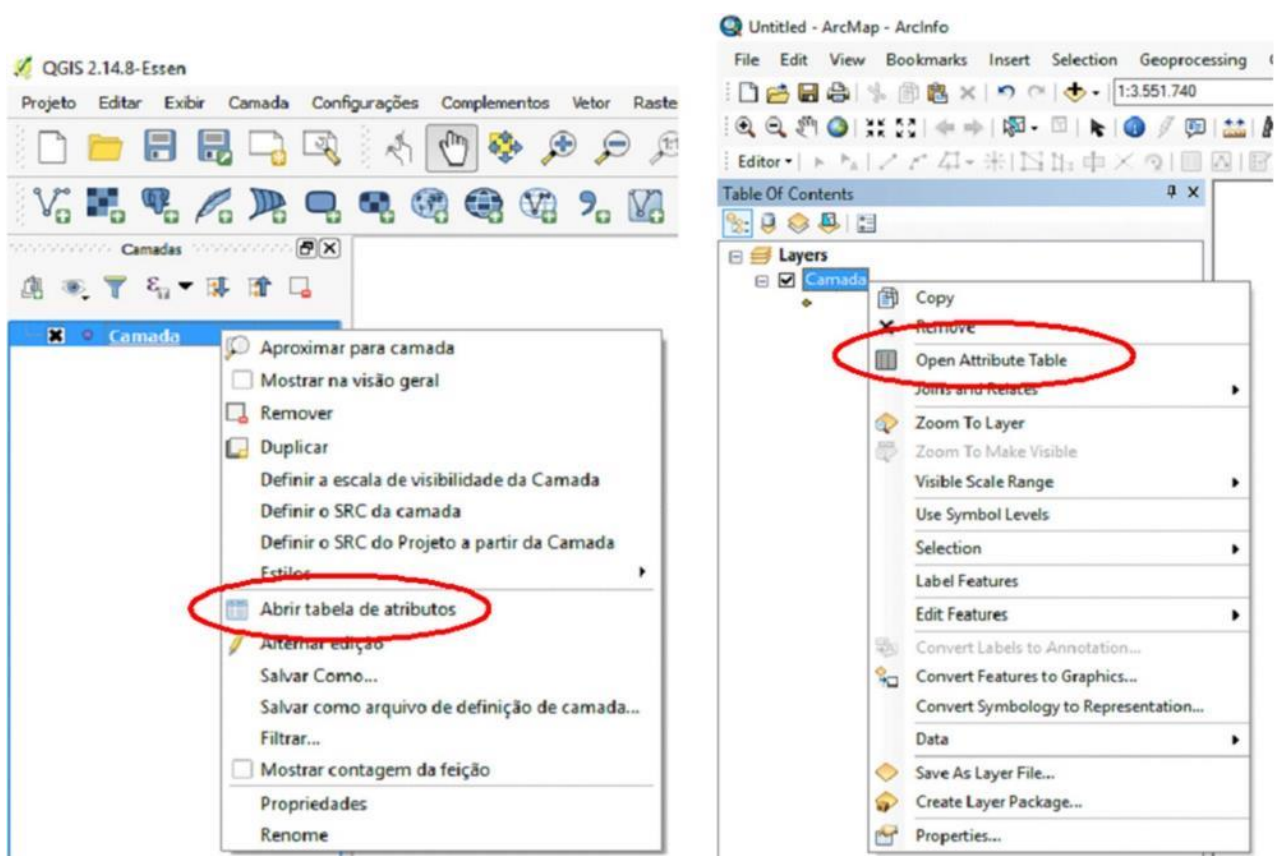 QGIS 2.14.8-Essen
Projeto Editar Exibir Camada Configurações Complementos Vetor Raste
Camadas
Camada
Aproximar para camada
Mostrar na visão geral
Remover
Duplicar
Definir a escala de visibilidade da Camada
Definir o SRC da camada
Definir o SRC do Projeto a partir da Camada
Estilos
Abrir tabela de atributos
Alternar edição
Salvar Como...
Salvar como arquivo de definição de camada...
Filtrar...
Mostrar contagem da feição
Propriedades
Renome
Untitled - ArcMap - ArcInfo
File Edit View Bookmarks Insert Selection Geoprocessing
1:3.551.740
Editor
Table Of Contents
Layers
Camada
Copy
Remove
Open Attribute Table
Joins and Relates
Zoom To Layer
Zoom To Make Visible
Visible Scale Range
Use Symbol Levels
Selection
Label Features
Edit Features
Convert Labels to Annotation...
Convert Features to Graphics...
Convert Symbology to Representation...
Data
Save As Layer File...
Create Layer Package...
Properties...